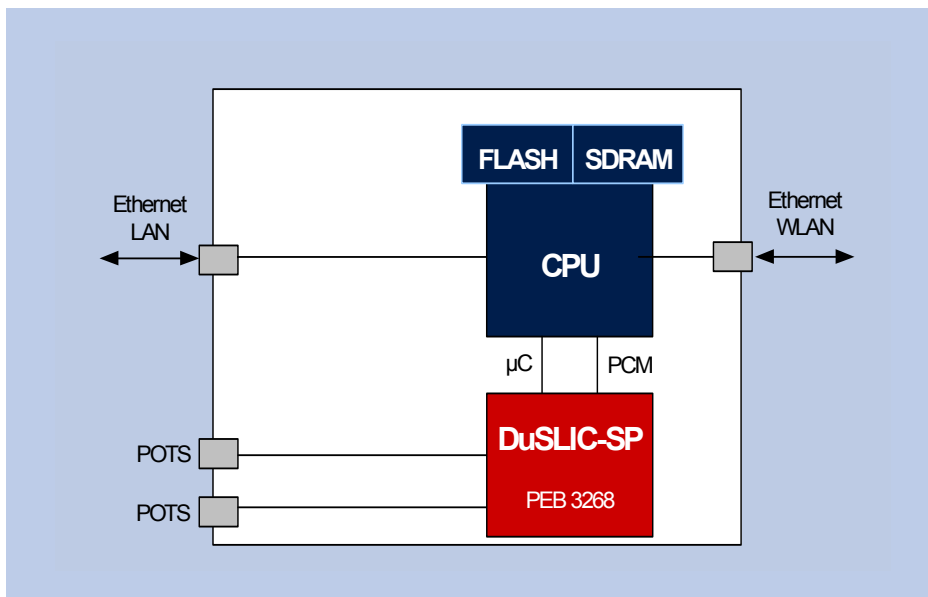 FLASH
SDRAM
Ethernet
LAN
Ethernet
WLAN
CPU
µC
PCM
DuSLIC-SP
POTS
PEB 3268
POTS